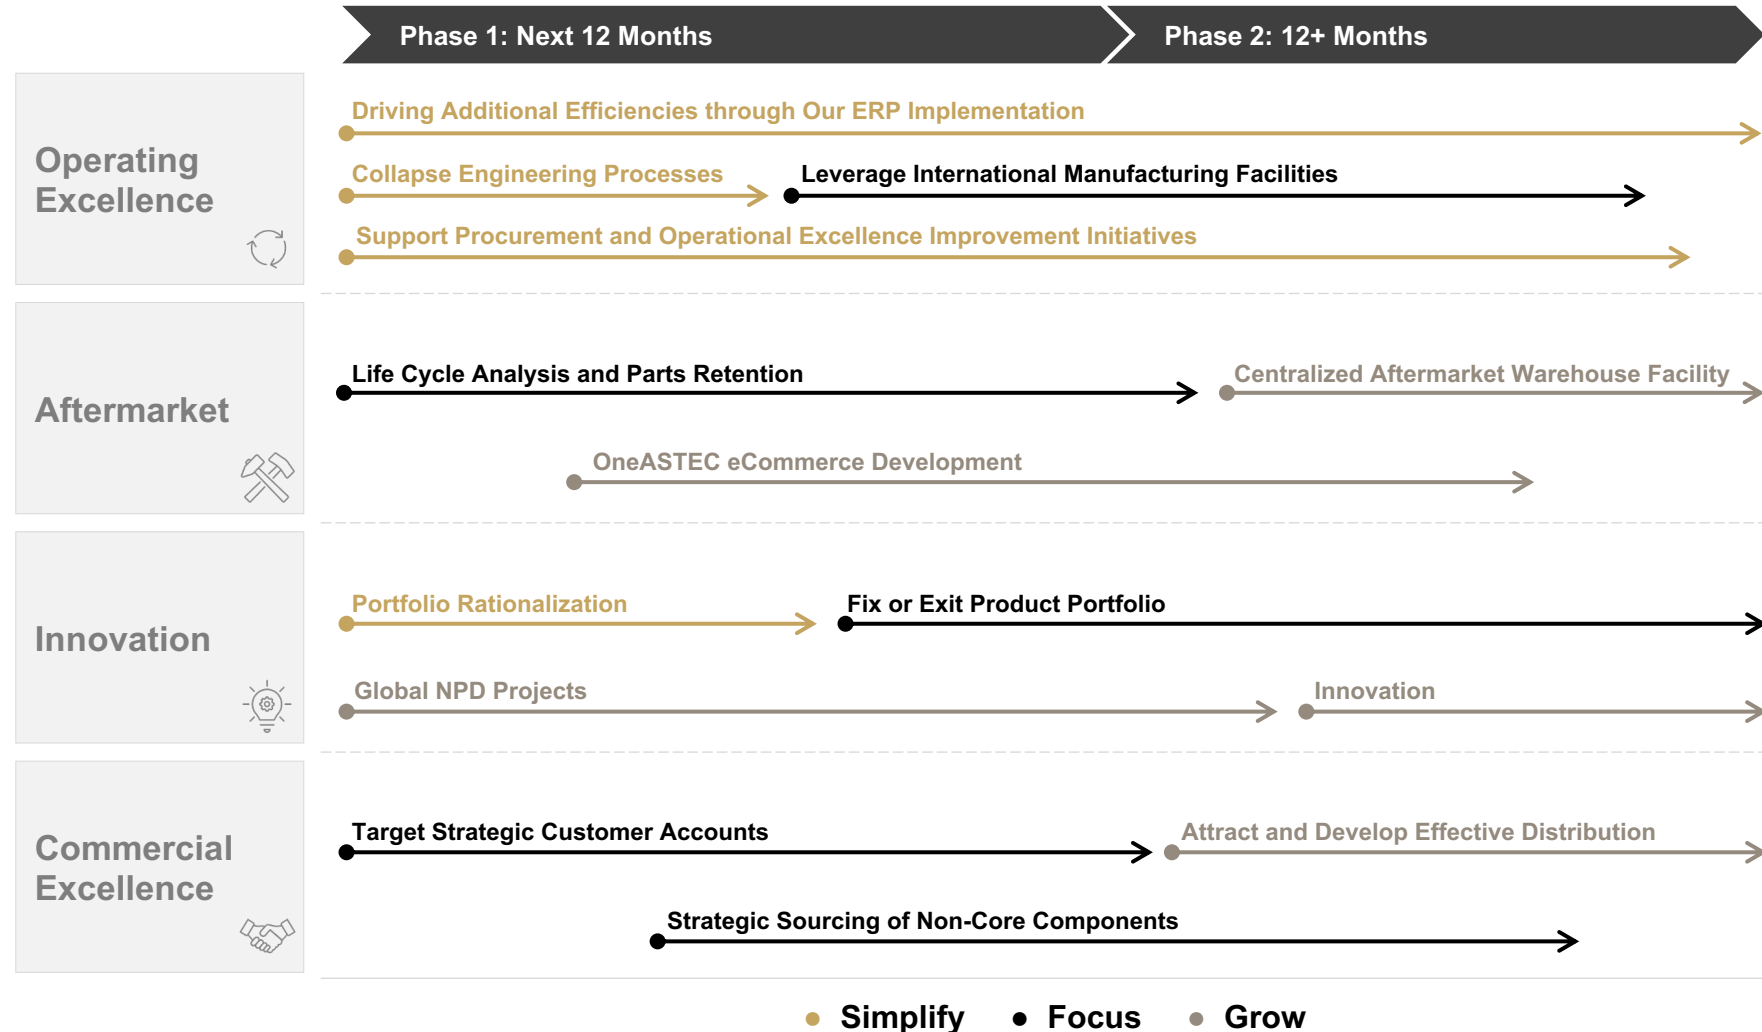 Phase 1: Next 12 Months
Phase 2: 12+ Months
Operating
Excellence
Driving Additional Efficiencies through Our ERP Implementation
Collapse Engineering Processes
Leverage International Manufacturing Facilities
Support Procurement and Operational Excellence Improvement Initiatives
Aftermarket
Life Cycle Analysis and Parts Retention
Centralized Aftermarket Warehouse Facility
OneASTEC eCommerce Development
Innovation
Portfolio Rationalization
Fix or Exit Product Portfolio
Global NPD Projects
Innovation
Commercial
Excellence
Target Strategic Customer Accounts
Attract and Develop Effective Distribution
Strategic Sourcing of Non-Core Components
Simplify
Focus
Grow